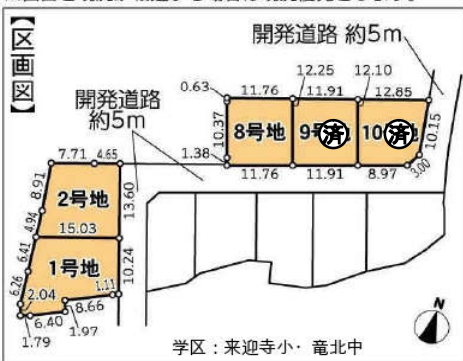 【区画図】
開発道路 約5m
開発道路
約5m
0.63
11.76
12.25
11.91
12.10
12.85
10.37
8号地
9号地
済
10号地
済
10.15
1.38
11.76
11.91
8.97
3.00
7.71
4.65
8.91
2号地
13.60
4.94
15.03
6.41
1号地
10.24
6.26
2.04
1.11
8.66
6.40
1.97
1.79
N
学区：来迎寺小・竜北中